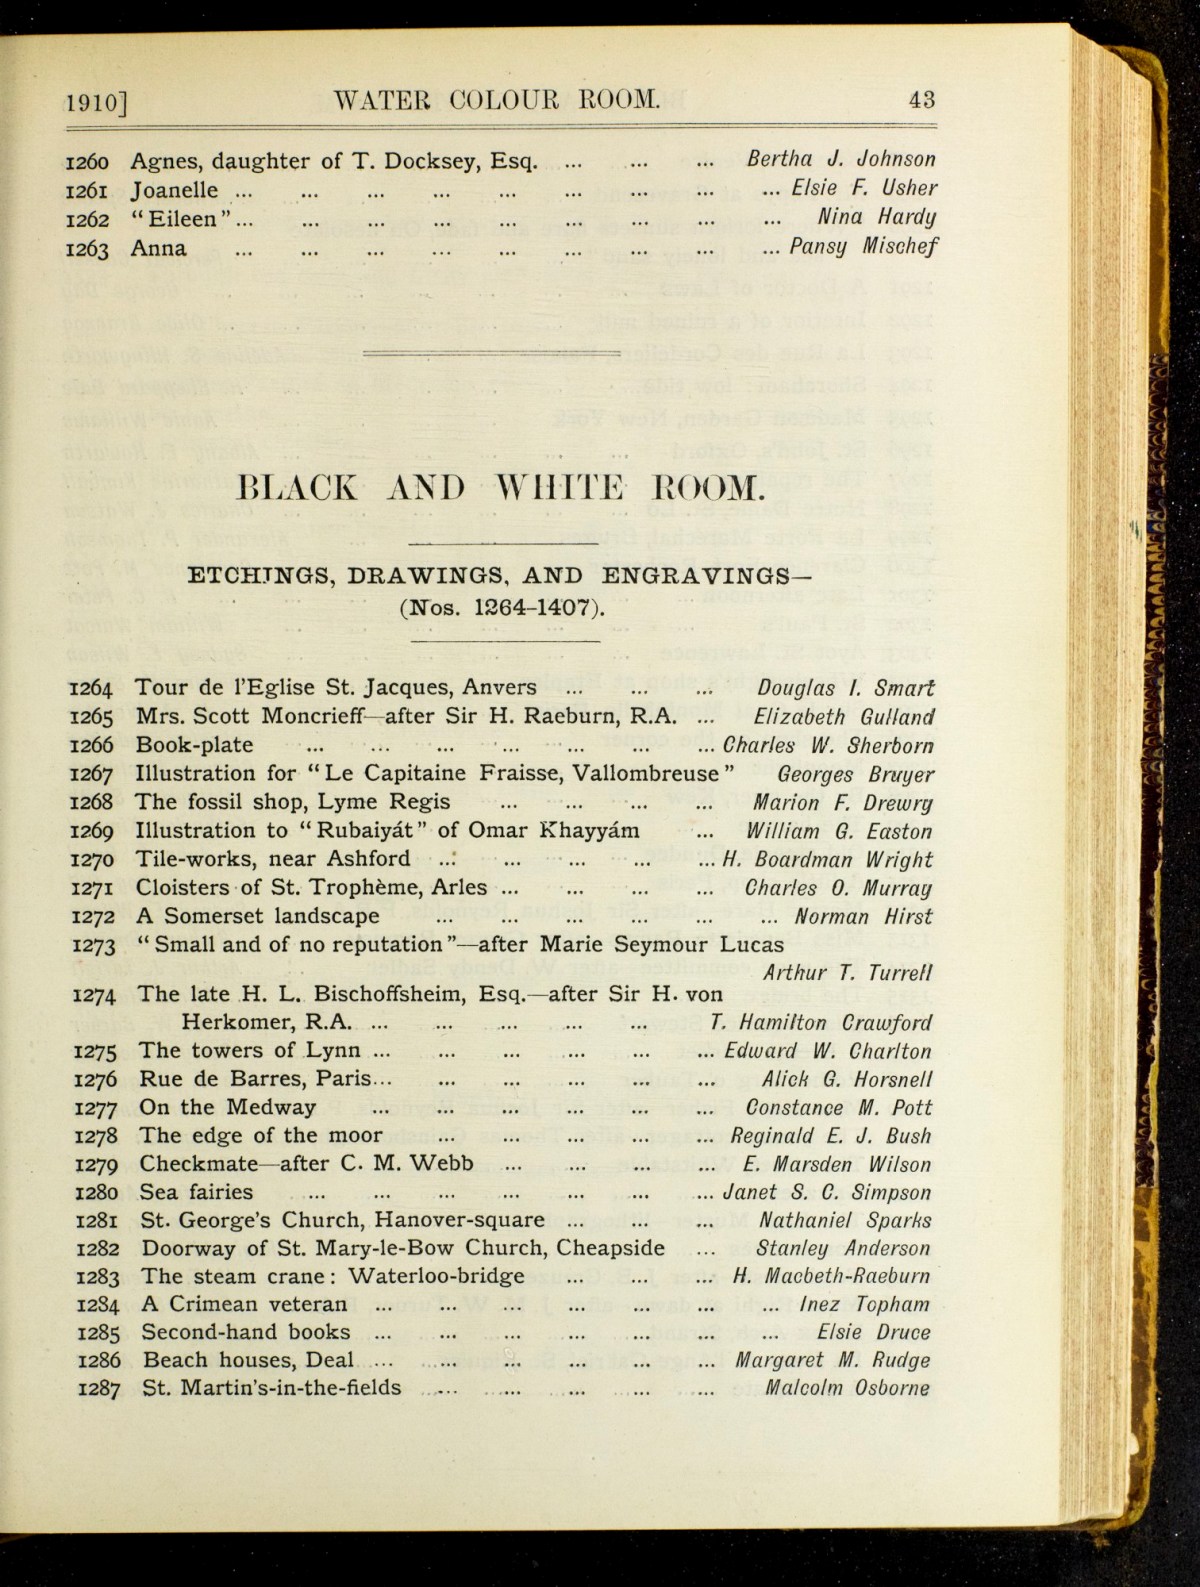 1910] WATER COLOUR ROOM. 43
1260 Agnes, daughter of T. Docksey, Esq. ... ... ... Bertha J. Johnson
1261 Joanelle ... ... ... ... ... ... ... ... ... Elsie F. Usher
1262 “Eileen”... ... ... ... ... ... ... ... ... Nina Hardy
1263 Anna ... ... ... ... ... ... ... ... ... Pansy Mischef
BLACK AND WHITE ROOM.
ETCHINGS, DRAWINGS, AND ENGRAVINGS—
(Nos. 1264–1407).
1264 Tour de l'Eglise St. Jacques, Anvers ... ... ... Douglas I. Smart
1265 Mrs. Scott Moncrieff—after Sir H. Raeburn, R.A. ... Elizabeth Gulland
1266 Book-plate ... ... ... ... ... ... ... Charles W. Sherborn
1267 Illustration for “Le Capitaine Fraisse, Vallombreuse” Georges Bruyer
1268 The fossil shop, Lyme Regis ... ... ... ... Marion F. Drewry
1269 Illustration to “Rubaiyát” of Omar Khayyám ... William G. Easton
1270 Tile-works, near Ashford ... ... ... ... ... H. Boardman Wright
1271 Cloisters of St. Trophème, Arles ... ... ... ... Charles O. Murray
1272 A Somerset landscape ... ... ... ... ... ... Norman Hirst
1273 “Small and of no reputation”—after Marie Seymour Lucas
Arthur T. Turrell
1274 The late H. L. Bischoffsheim, Esq.—after Sir H. von
Herkomer, R.A. ... ... ... ... ... T. Hamilton Crawford
1275 The towers of Lynn ... ... ... ... ... ... Edward W. Charlton
1276 Rue de Barres, Paris... ... ... ... ... ... Alick G. Horsnell
1277 On the Medway ... ... ... ... ... ... Constance M. Pott
1278 The edge of the moor ... ... ... ... ... Reginald E. J. Bush
1279 Checkmate—after C. M. Webb ... ... ... ... E. Marsden Wilson
1280 Sea fairies ... ... ... ... ... ... ... Janet S. C. Simpson
1281 St. George's Church, Hanover-square ... ... ... Nathaniel Sparks
1282 Doorway of St. Mary-le-Bow Church, Cheapside ... Stanley Anderson
1283 The steam crane: Waterloo-bridge ... ... ... H. Macbeth-Raeburn
1284 A Crimean veteran ... ... ... ... ... ... ... Inez Topham
1285 Second-hand books ... ... ... ... ... ... ... Elsie Druce
1286 Beach houses, Deal ... ... ... ... ... ... Margaret M. Rudge
1287 St. Martin's-in-the-fields ... ... ... ... ... Malcolm Osborne